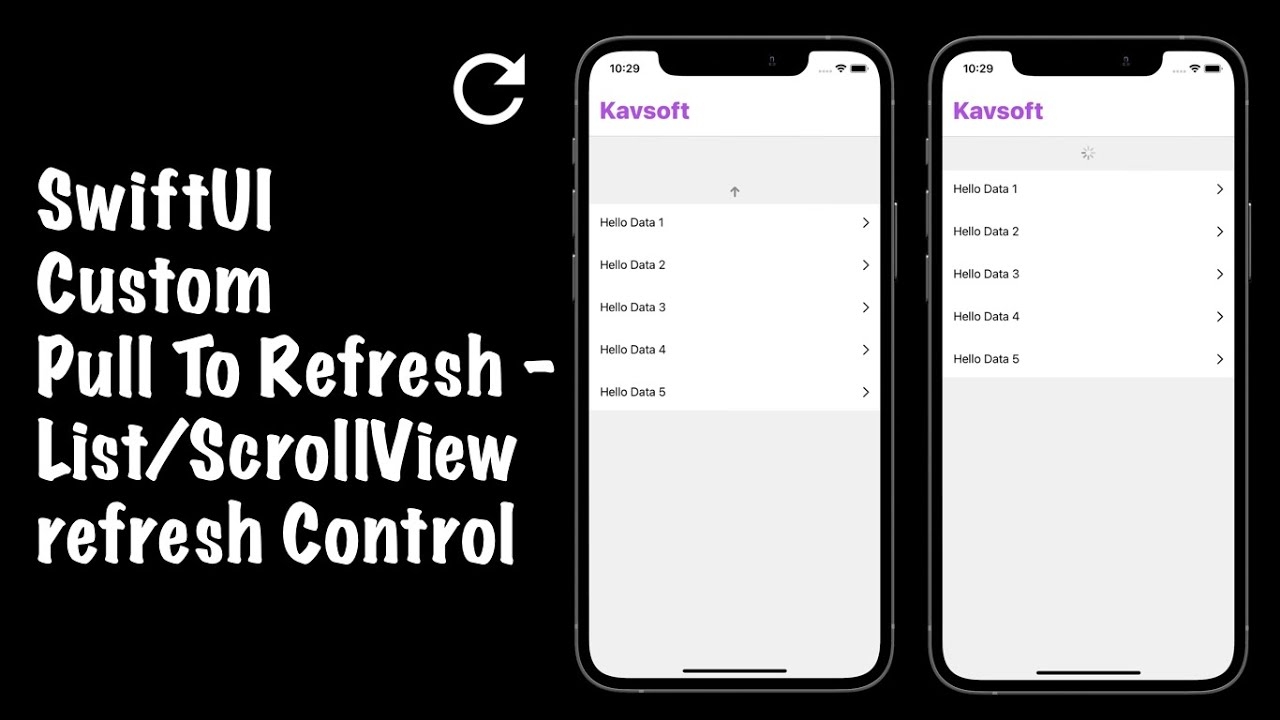 SwiftUI
Custom
Pull To Refresh -
List/ScrollView
refresh Control
10:29
Kavsoft
Hello Data 1
Hello Data 2
Hello Data 3
Hello Data 4
Hello Data 5
10:29
Kavsoft
Hello Data 1
Hello Data 2
Hello Data 3
Hello Data 4
Hello Data 5